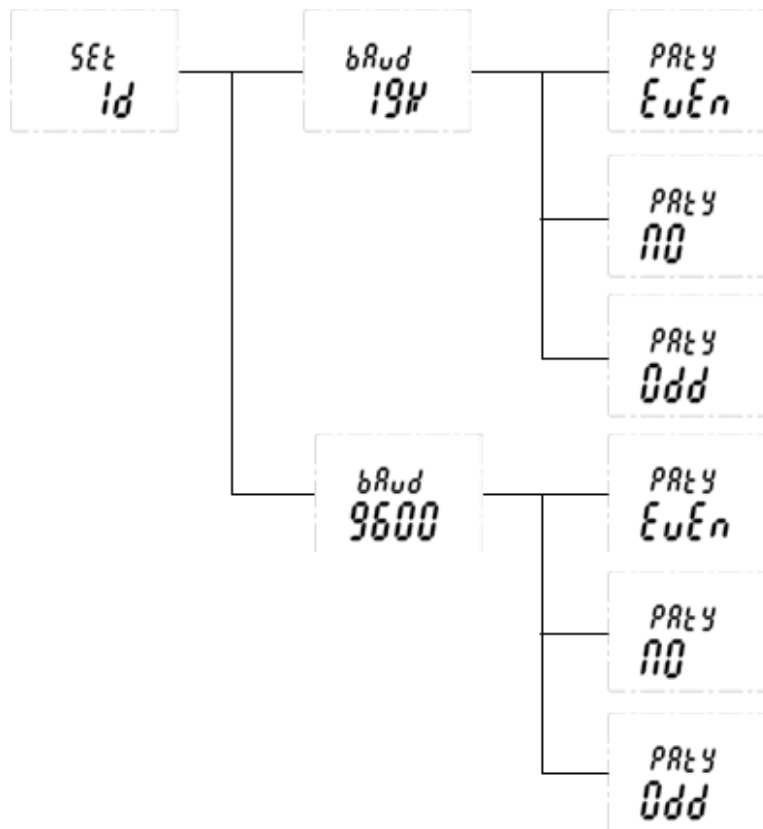 SEt
Id
bAud
19K
PAtY
EvEn
PAtY
NO
PAtY
Odd
bAud
9600
PAtY
EvEn
PAtY
NO
PAtY
Odd